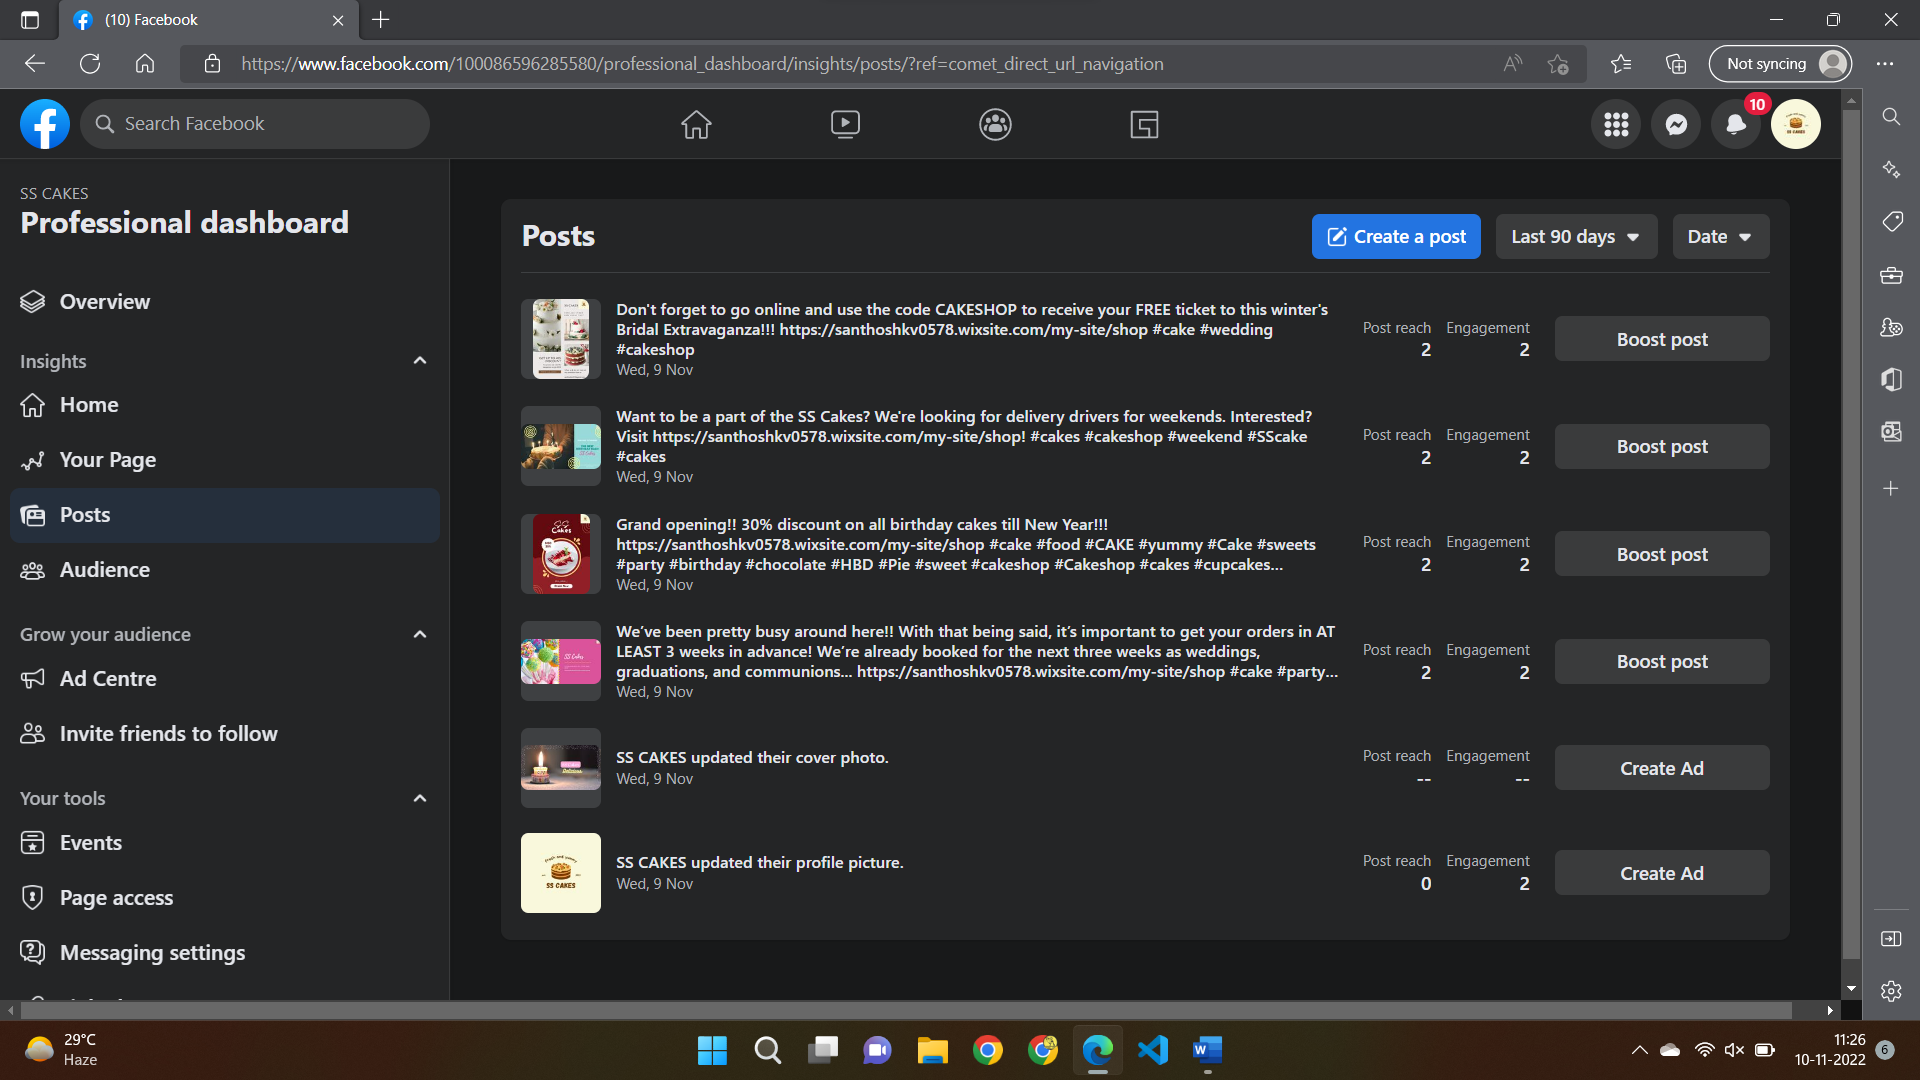 (10) Facebook
https://www.facebook.com/100086596285580/professional_dashboard/insights/posts/?ref=comet_direct_url_navigation
Not syncing
Search Facebook
10
SS CAKES
Professional dashboard
Overview
Insights
Home
Your Page
Posts
Audience
Grow your audience
Ad Centre
Invite friends to follow
Your tools
Events
Page access
Messaging settings
Posts
Create a post
Last 90 days
Date
Don't forget to go online and use the code CAKESHOP to receive your FREE ticket to this winter's
Bridal Extravaganza!!! https://santhoshkv0578.wixsite.com/my-site/shop #cake #wedding
#cakeshop
Wed, 9 Nov
Post reach Engagement
2 2
Boost post
Want to be a part of the SS Cakes? We're looking for delivery drivers for weekends. Interested?
Visit https://santhoshkv0578.wixsite.com/my-site/shop! #cakes #cakeshop #weekend #SScake
#cakes
Wed, 9 Nov
Post reach Engagement
2 2
Boost post
SS
Cakes
Grand opening!! 30% discount on all birthday cakes till New Year!!!
https://santhoshkv0578.wixsite.com/my-site/shop #cake #food #CAKE #yummy #Cake #sweets
#party #birthday #chocolate #HBD #Pie #sweet #cakeshop #Cakeshop #cakes #cupcakes...
Wed, 9 Nov
Post reach Engagement
2 2
Boost post
SS Cakes
We’ve been pretty busy around here!! With that being said, it’s important to get your orders in AT
LEAST 3 weeks in advance! We’re already booked for the next three weeks as weddings,
graduations, and communions... https://santhoshkv0578.wixsite.com/my-site/shop #cake #party...
Wed, 9 Nov
Post reach Engagement
2 2
Boost post
Delicious
SS CAKES updated their cover photo.
Wed, 9 Nov
Post reach Engagement
-- --
Create Ad
SS CAKES
SS CAKES updated their profile picture.
Wed, 9 Nov
Post reach Engagement
0 2
Create Ad
29°C
Haze
11:26
10-11-2022
6